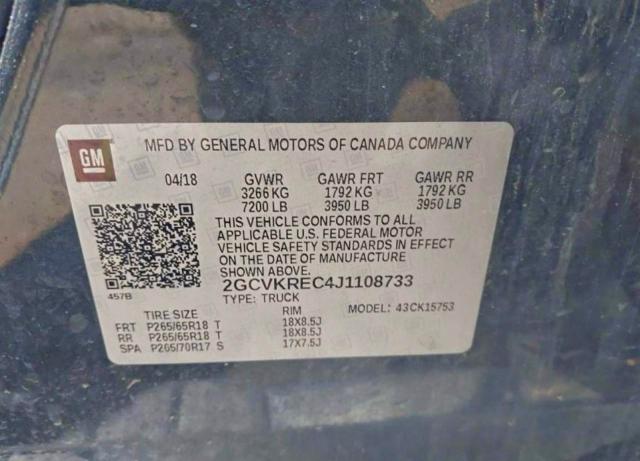 GM
MFD BY GENERAL MOTORS OF CANADA COMPANY
04/18 GVWR GAWR FRT GAWR RR
3266 KG 1792 KG 1792 KG
7200 LB 3950 LB 3950 LB
THIS VEHICLE CONFORMS TO ALL
APPLICABLE U.S. FEDERAL MOTOR
VEHICLE SAFETY STANDARDS IN EFFECT
ON THE DATE OF MANUFACTURE
SHOWN ABOVE.
2GCVKREC4J1108733
457B
TYPE: TRUCK
MODEL: 43CK15753
TIRE SIZE RIM
FRT P265/65R18 T 18X8.5J
RR P265/65R18 T 18X8.5J
SPA P265/70R17 S 17X7.5J